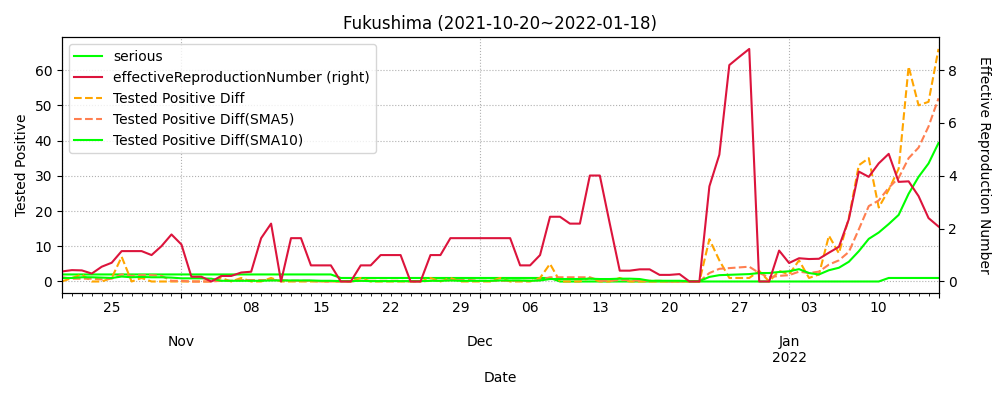 Fukushima (2021-10-20~2022-01-18)
serious
effectiveReproductionNumber (right)
Tested Positive Diff
Tested Positive Diff(SMA5)
Tested Positive Diff(SMA10)
Tested Positive
60
50
40
30
20
10
0
8
6
4
2
0
Effective Reproduction Number
25 08 15 22 29 06 13 20 27 03 10
Nov Dec Jan
2022
Date